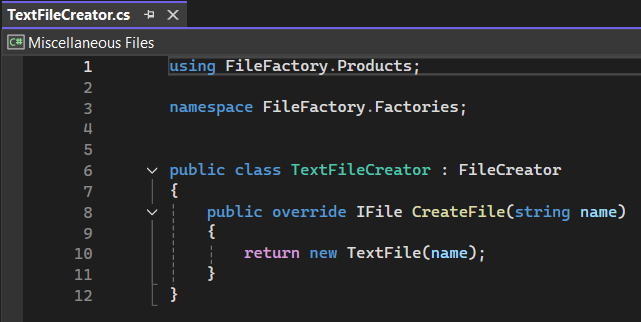 TextFileCreator.cs
C# Miscellaneous Files
1 using FileFactory.Products;
2
3 namespace FileFactory.Factories;
4
5
6 public class TextFileCreator : FileCreator
7 {
8 public override IFile CreateFile(string name)
9 {
10 return new TextFile(name);
11 }
12 }